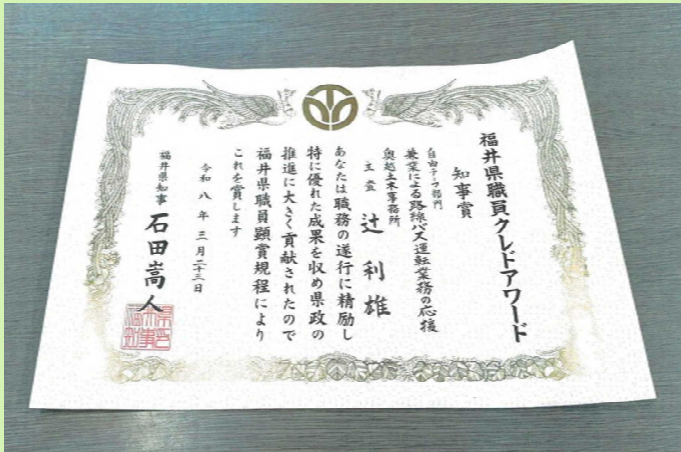 福井県職員クレドアワード
知事賞
自由テーマ部門
兼業による路線バス運転業務の応援
奥越土木事務所
主査 辻利雄
あなたは職務の遂行に精励し
特に優れた成果を収め県政の
推進に大きく貢献されたので
福井県職員顕賞規程により
これを賞します
令和八年三月二十三日
福井県知事 石田嵩人